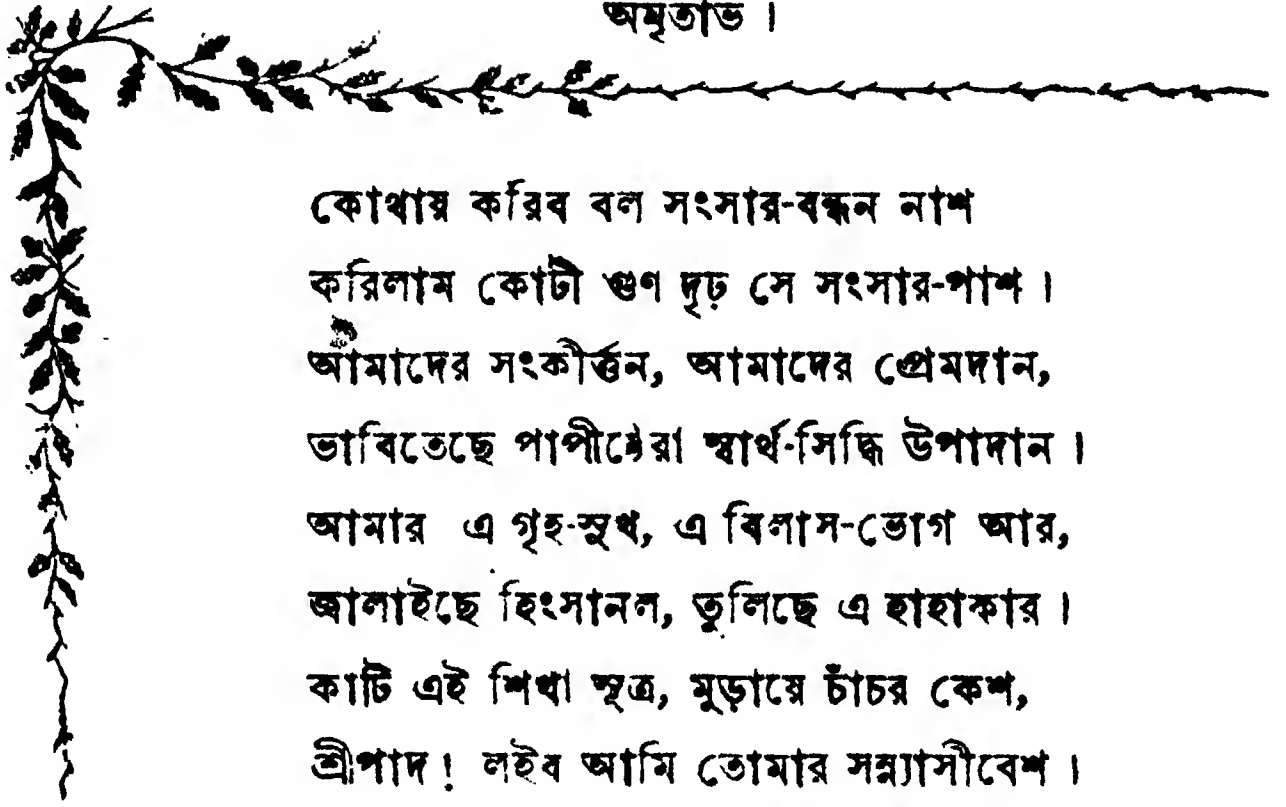 অমৃতাভ ।
কোথায় করিব বল সংসার-বন্ধন নাশ
করিলাম কোটী গুণ দৃঢ় সে সংসার-পাশ ।
আমাদের সংকীর্ত্তন, আমাদের প্রেমদান,
ভাবিতেছে পাপীষ্ঠেরা স্বার্থ-সিদ্ধি উপাদান ।
আমার এ গৃহ-সুখ, এ বিলাস-ভোগ আর,
জ্বালাইছে হিংসানল, তুলিছে এ হাহাকার ।
কাটি এই শিখা সূত্র, মুড়ায়ে চাঁচর কেশ,
শ্রীপাদ ! লইব আমি তোমার সন্ন্যাসীবেশ ।